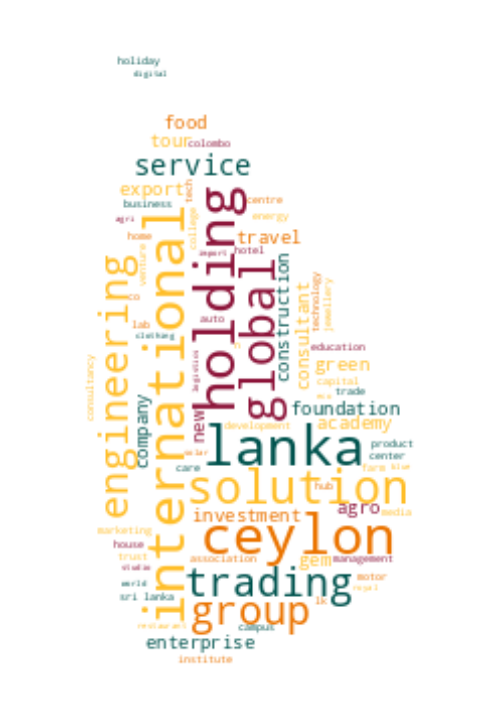 holiday
digital
food
tour
colombo
service
export
tech
centre
business
college
energy
agri
home
travel
import
hotel
international
holding
global
venture
engineering
construction
consultant
technology
jewellery
co
auto
lab
clothing
education
logistics
consultancy
green
capital
trade
company
new
foundation
development
academy
lanka
product
center
solar
care
farm
blue
solution
hub
agro
media
investment
marketing
ceylon
house
trust
association
gem
management
studio
world
trading
motor
royal
sri lanka
group
lk
restaurant
campus
enterprise
institute